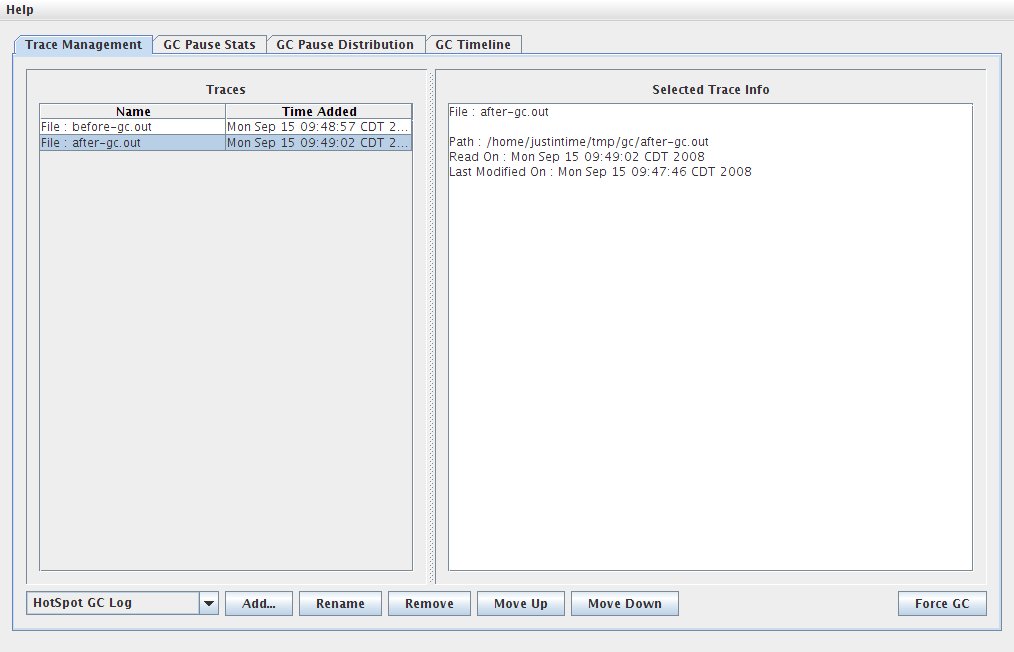 Help
Trace Management GC Pause Stats GC Pause Distribution GC Timeline
Traces
Name Time Added
File : before-gc.out Mon Sep 15 09:48:57 CDT 2...
File : after-gc.out Mon Sep 15 09:49:02 CDT 2...
Selected Trace Info
File : after-gc.out
Path : /home/justintime/tmp/gc/after-gc.out
Read On : Mon Sep 15 09:49:02 CDT 2008
Last Modified On : Mon Sep 15 09:47:46 CDT 2008
HotSpot GC Log Add... Rename Remove Move Up Move Down Force GC